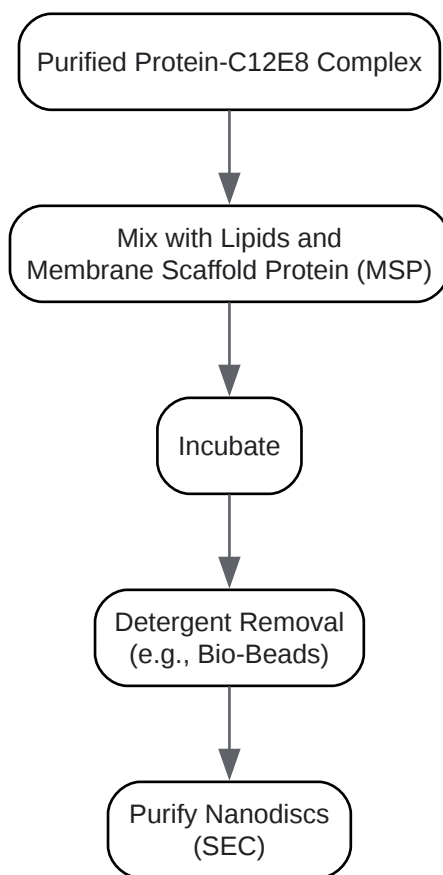 Purified Protein-C12E8 Complex
Mix with Lipids and
Membrane Scaffold Protein (MSP)
Incubate
Detergent Removal
(e.g., Bio-Beads)
Purify Nanodiscs
(SEC)